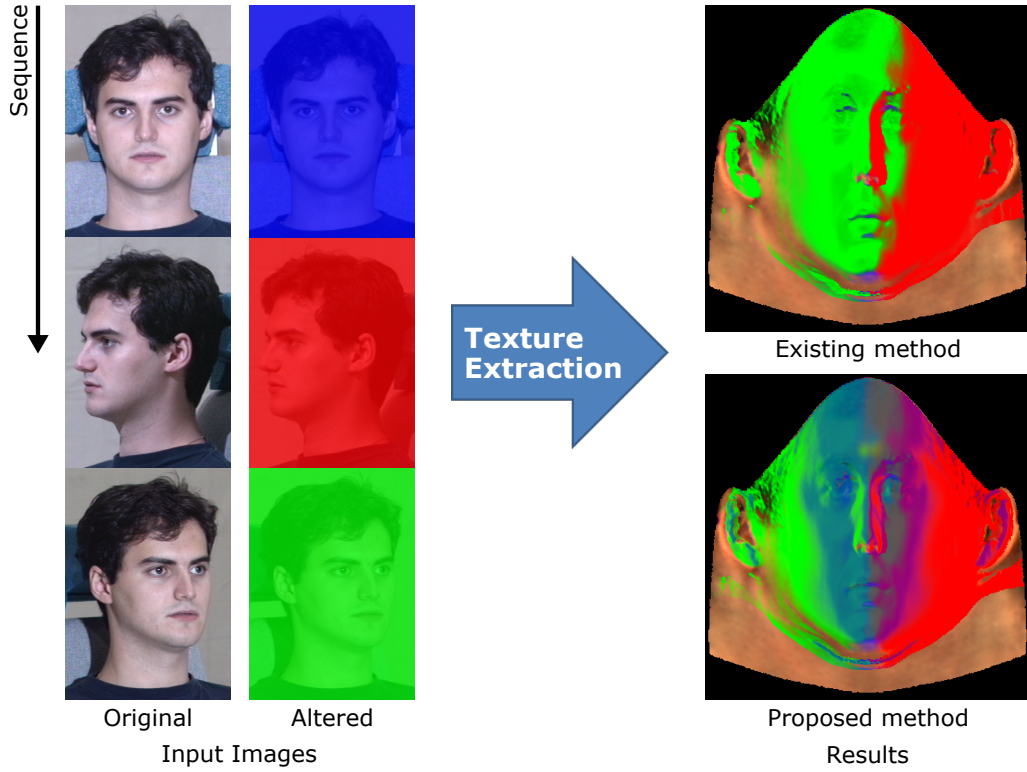 Sequence
Texture
Extraction
Existing method
Original
Altered
Input Images
Proposed method
Results